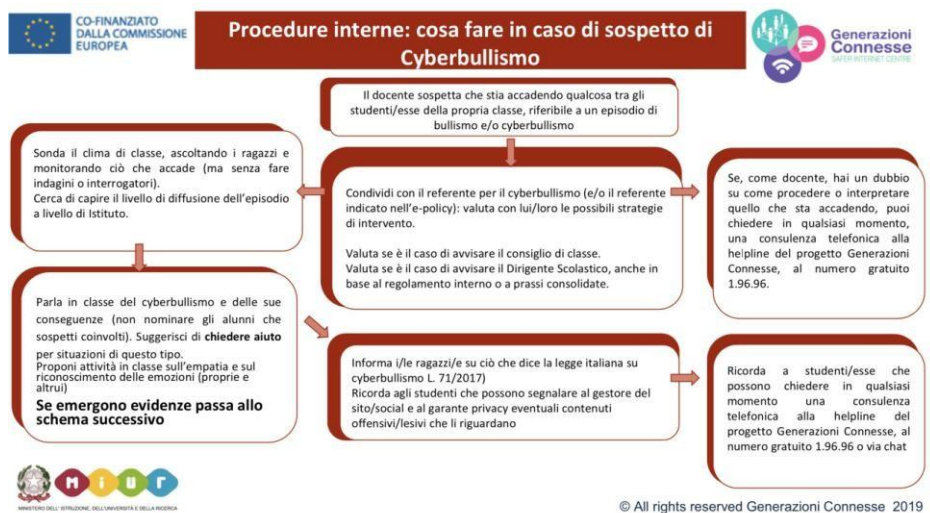 CO-FINANZIATO
DALLA COMMISSIONE
EUROPEA
Procedure interne: cosa fare in caso di sospetto di
Cyberbullismo
Generazioni
Connesse
SAFER INTERNET CENTRE
Il docente sospetta che stia accadendo qualcosa tra gli
studenti/esse della propria classe, riferibile a un episodio di
bullismo e/o cyberbullismo
Sonda il clima di classe, ascoltando i ragazzi e
monitorando ciò che accade (ma senza fare
indagini o interrogatori).
Cerca di capire il livello di diffusione dell'episodio
a livello di Istituto.
Condividi con il referente per il cyberbullismo (e/o il referente
indicato nell'e-policy): valuta con lui/loro le possibili strategie
di intervento.
Valuta se è il caso di avvisare il consiglio di classe.
Valuta se è il caso di avvisare il Dirigente Scolastico, anche in
base al regolamento interno o a prassi consolidate.
Se, come docente, hai un dubbio
su come procedere o interpretare
quello che sta accadendo, puoi
chiedere in qualsiasi momento,
una consulenza telefonica alla
helpline del progetto Generazioni
Connesse, al numero gratuito
1.96.96.
Parla in classe del cyberbullismo e delle sue
conseguenze (non nominare gli alunni che
sospetti coinvolti). Suggerisci di chiedere aiuto
per situazioni di questo tipo.
Proponi attività in classe sull'empatia e sul
riconoscimento delle emozioni (proprie e
altrui)
Se emergono evidenze passa allo
schema successivo
Informa i/le ragazzi/e su ciò che dice la legge italiana su
cyberbullismo L. 71/2017)
Ricorda agli studenti che possono segnalare al gestore del
sito/social e al garante privacy eventuali contenuti
offensivi/lesivi che li riguardano
Ricorda a studenti/esse che
possono chiedere in qualsiasi
momento una consulenza
telefonica alla helpline del
progetto Generazioni Connesse, al
numero gratuito 1.96.96 o via chat
MIUR
MINISTERO DELL' ISTRUZIONE, DELL'UNIVERSITÀ E DELLA RICERCA
© All rights reserved Generazioni Connesse 2019